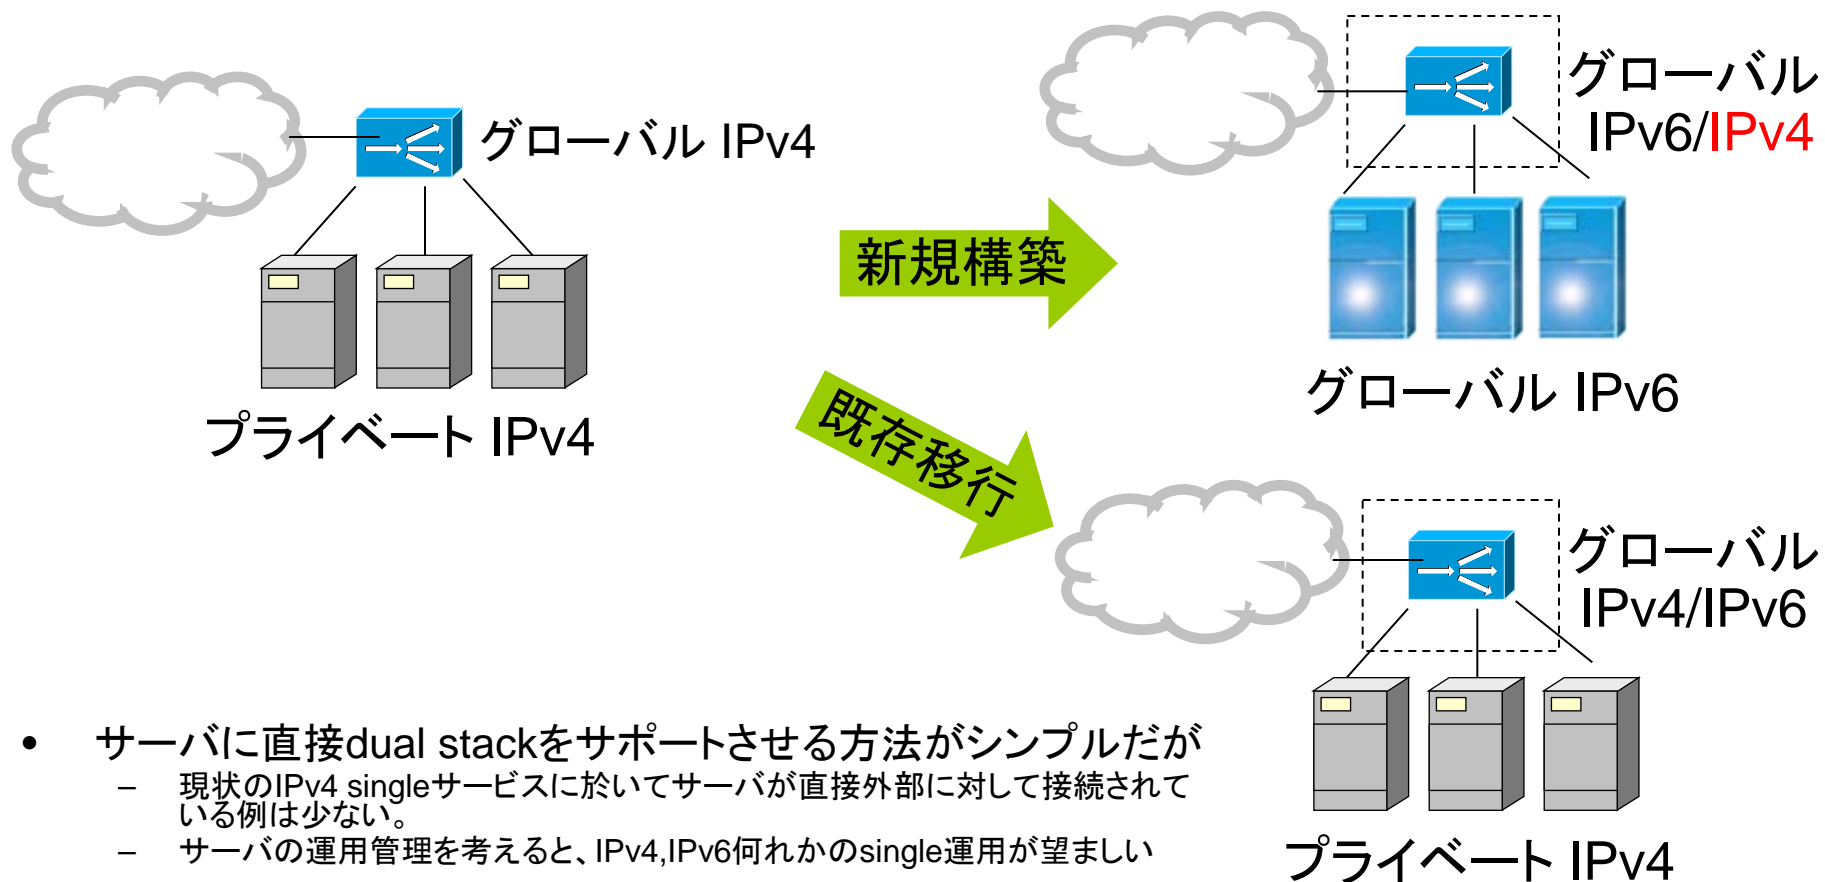 グローバル IPv4
プライベート IPv4
新規構築
既存移行
グローバル
IPv6/IPv4
グローバル IPv6
グローバル
IPv4/IPv6
プライベート IPv4
• サーバに直接dual stackをサポートさせる方法がシンプルだが
– 現状のIPv4 singleサービスに於いてサーバが直接外部に対して接続されて
いる例は少ない。
– サーバの運用管理を考えると、IPv4,IPv6何れかのsingle運用が望ましい